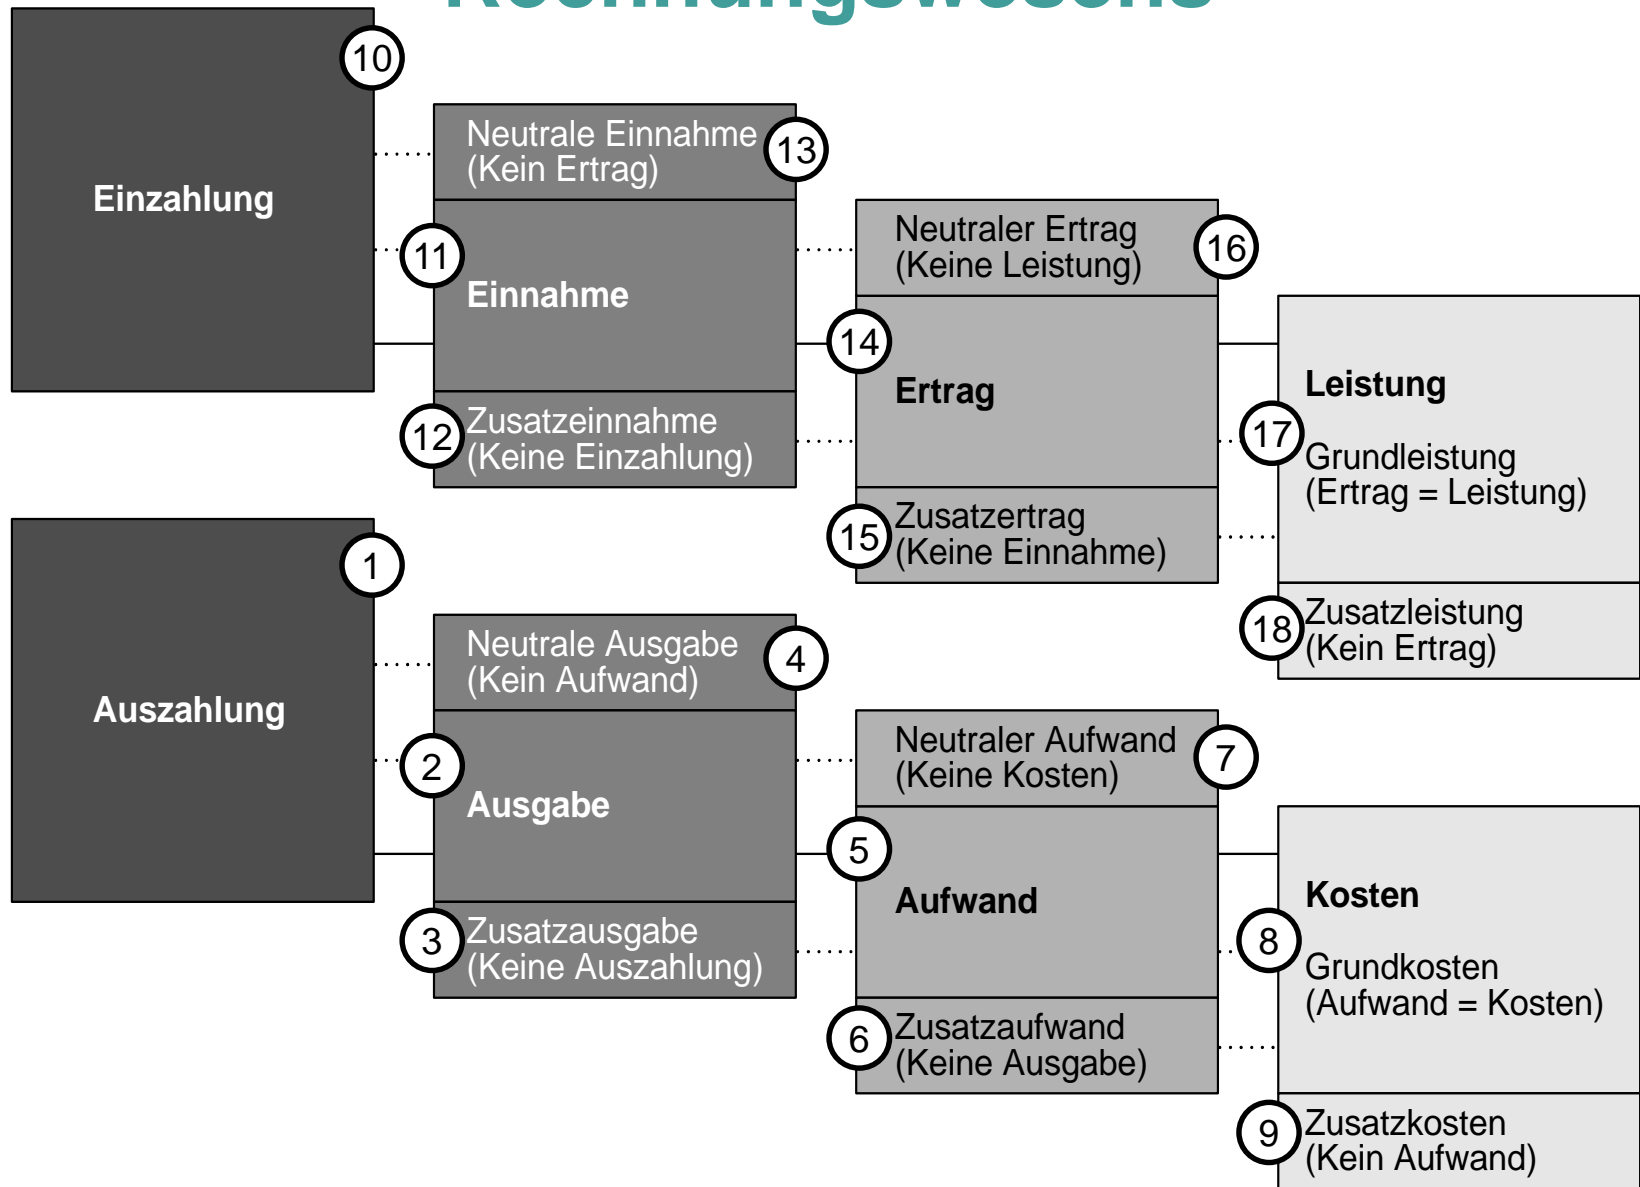 Rechnungswesens
10
Neutrale Einnahme
(Kein Ertrag)
13
Einzahlung
Neutraler Ertrag
(Keine Leistung)
16
11
Einnahme
14
Ertrag
Leistung
12
Zusatzeinnahme
(Keine Einzahlung)
17
Grundleistung
(Ertrag = Leistung)
15
Zusatzertrag
(Keine Einnahme)
1
18
Zusatzleistung
(Kein Ertrag)
Neutrale Ausgabe
(Kein Aufwand)
4
Auszahlung
Neutraler Aufwand
(Keine Kosten)
7
2
Ausgabe
5
Aufwand
Kosten
3
Zusatzausgabe
(Keine Auszahlung)
8
Grundkosten
(Aufwand = Kosten)
6
Zusatzaufwand
(Keine Ausgabe)
9
Zusatzkosten
(Kein Aufwand)